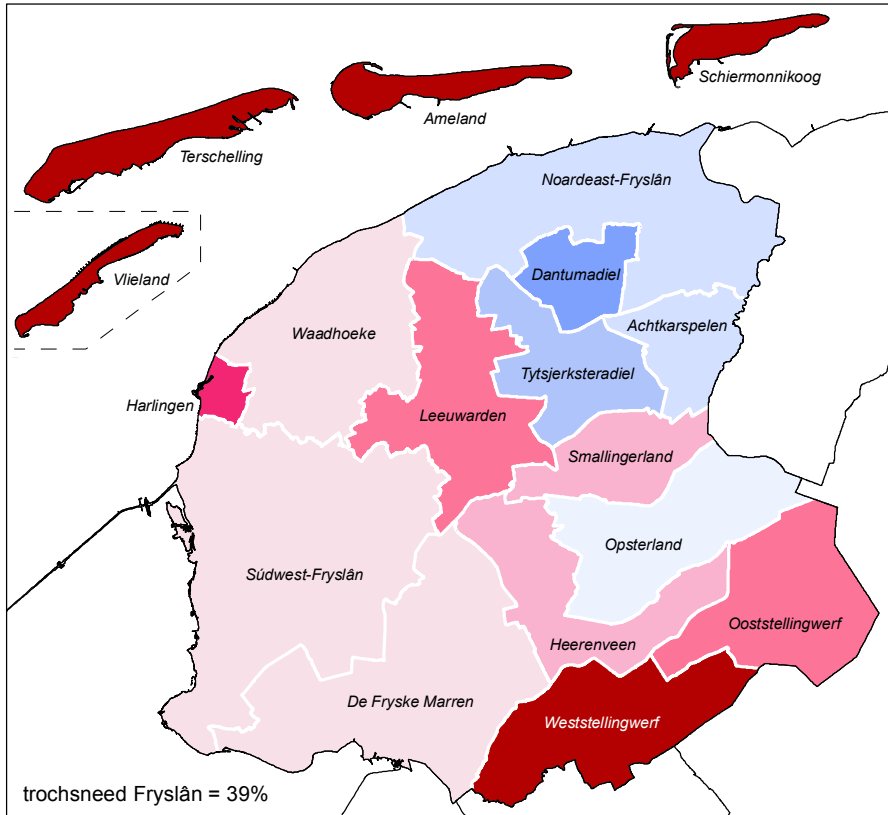 Schiermonnikoog
Ameland
Terschelling
Noardeast-Fryslân
Vlieland
Dantumadiel
Waadhoeke
Achtkarspelen
Tytsjerksteradiel
Harlingen
Leeuwarden
Smallingerland
Opsterland
Súdwest-Fryslân
Ooststellingwerf
Heerenveen
De Fryske Marren
Weststellingwerf
trochsneed Fryslân = 39%